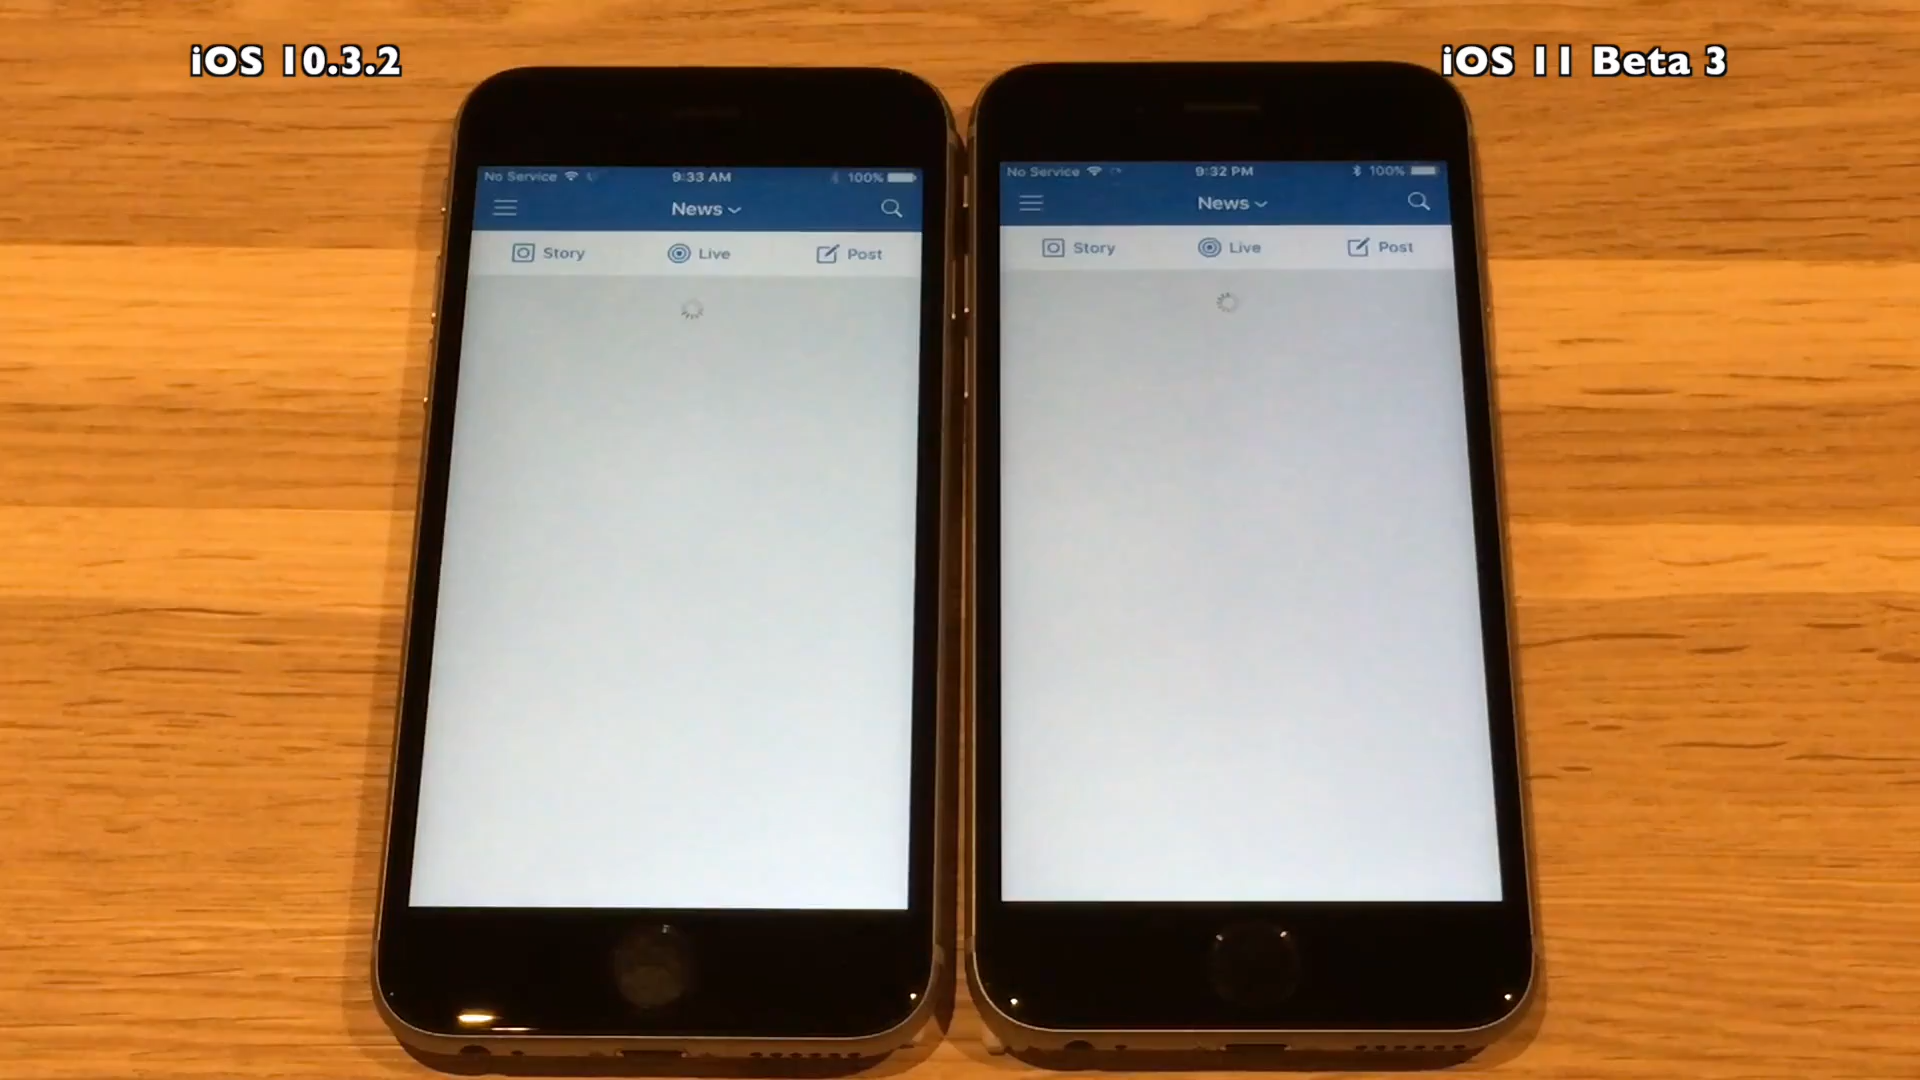 iOS 10.3.2
iOS 11 Beta 3
No Service 9:33 AM 100%
News
Story Live Post
No Service 9:32 PM 100%
News
Story Live Post